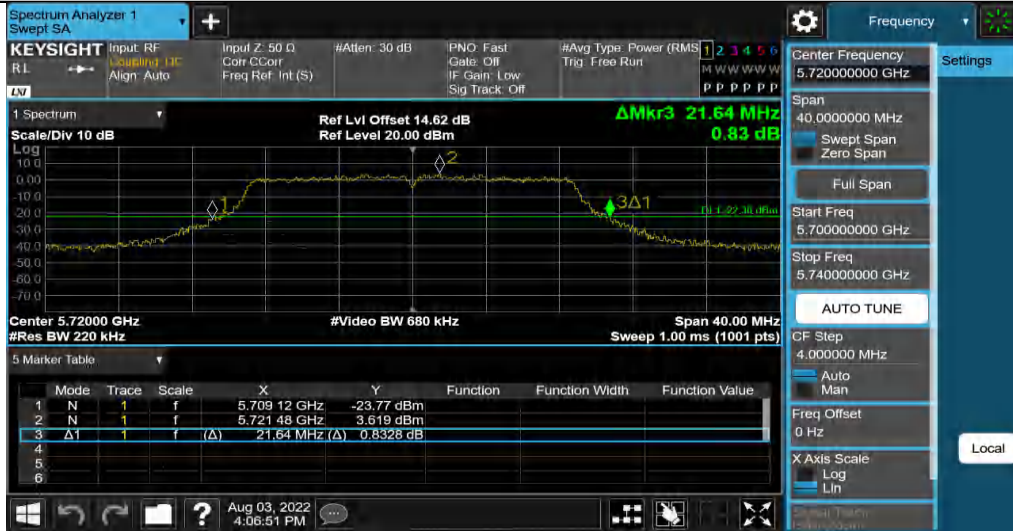 Spectrum Analyzer 1
Swept SA
Frequency
KEYSIGHT
RL
LXI
Input: RF
Coupling: DC
Align: Auto
Input Z: 50 Ω
Corr CCorr
Freq Ref: Int (S)
#Atten: 30 dB
PNO: Fast
Gate: Off
IF Gain: Low
Sig Track: Off
#Avg Type: Power (RMS
Trig: Free Run
1 2 3 4 5 6
M W W W W W
P P P P P P
Center Frequency
5.720000000 GHz
Settings
Span
40.0000000 MHz
Swept Span
Zero Span
Full Span
Start Freq
5.700000000 GHz
Stop Freq
5.740000000 GHz
AUTO TUNE
CF Step
4.000000 MHz
Auto
Man
Freq Offset
0 Hz
X Axis Scale
Log
Lin
Local
1 Spectrum
Scale/Div 10 dB
Ref Lvl Offset 14.62 dB
Ref Level 20.00 dBm
ΔMkr3 21.64 MHz
0.83 dB
Log
10.0
0.00
-10.0
-20.0
-30.0
-40.0
-50.0
-60.0
-70.0
1
2
3Δ1
Center 5.72000 GHz
#Video BW 680 kHz
Span 40.00 MHz
#Res BW 220 kHz
Sweep 1.00 ms (1001 pts)
5 Marker Table
Mode Trace Scale X Y Function Function Width Function Value
1 N 1 f 5.709 12 GHz -23.77 dBm
2 N 1 f 5.721 48 GHz 3.619 dBm
3 Δ1 1 f (Δ) 21.64 MHz (Δ) 0.8328 dB
4
5
6
?
Aug 03, 2022
4:06:51 PM